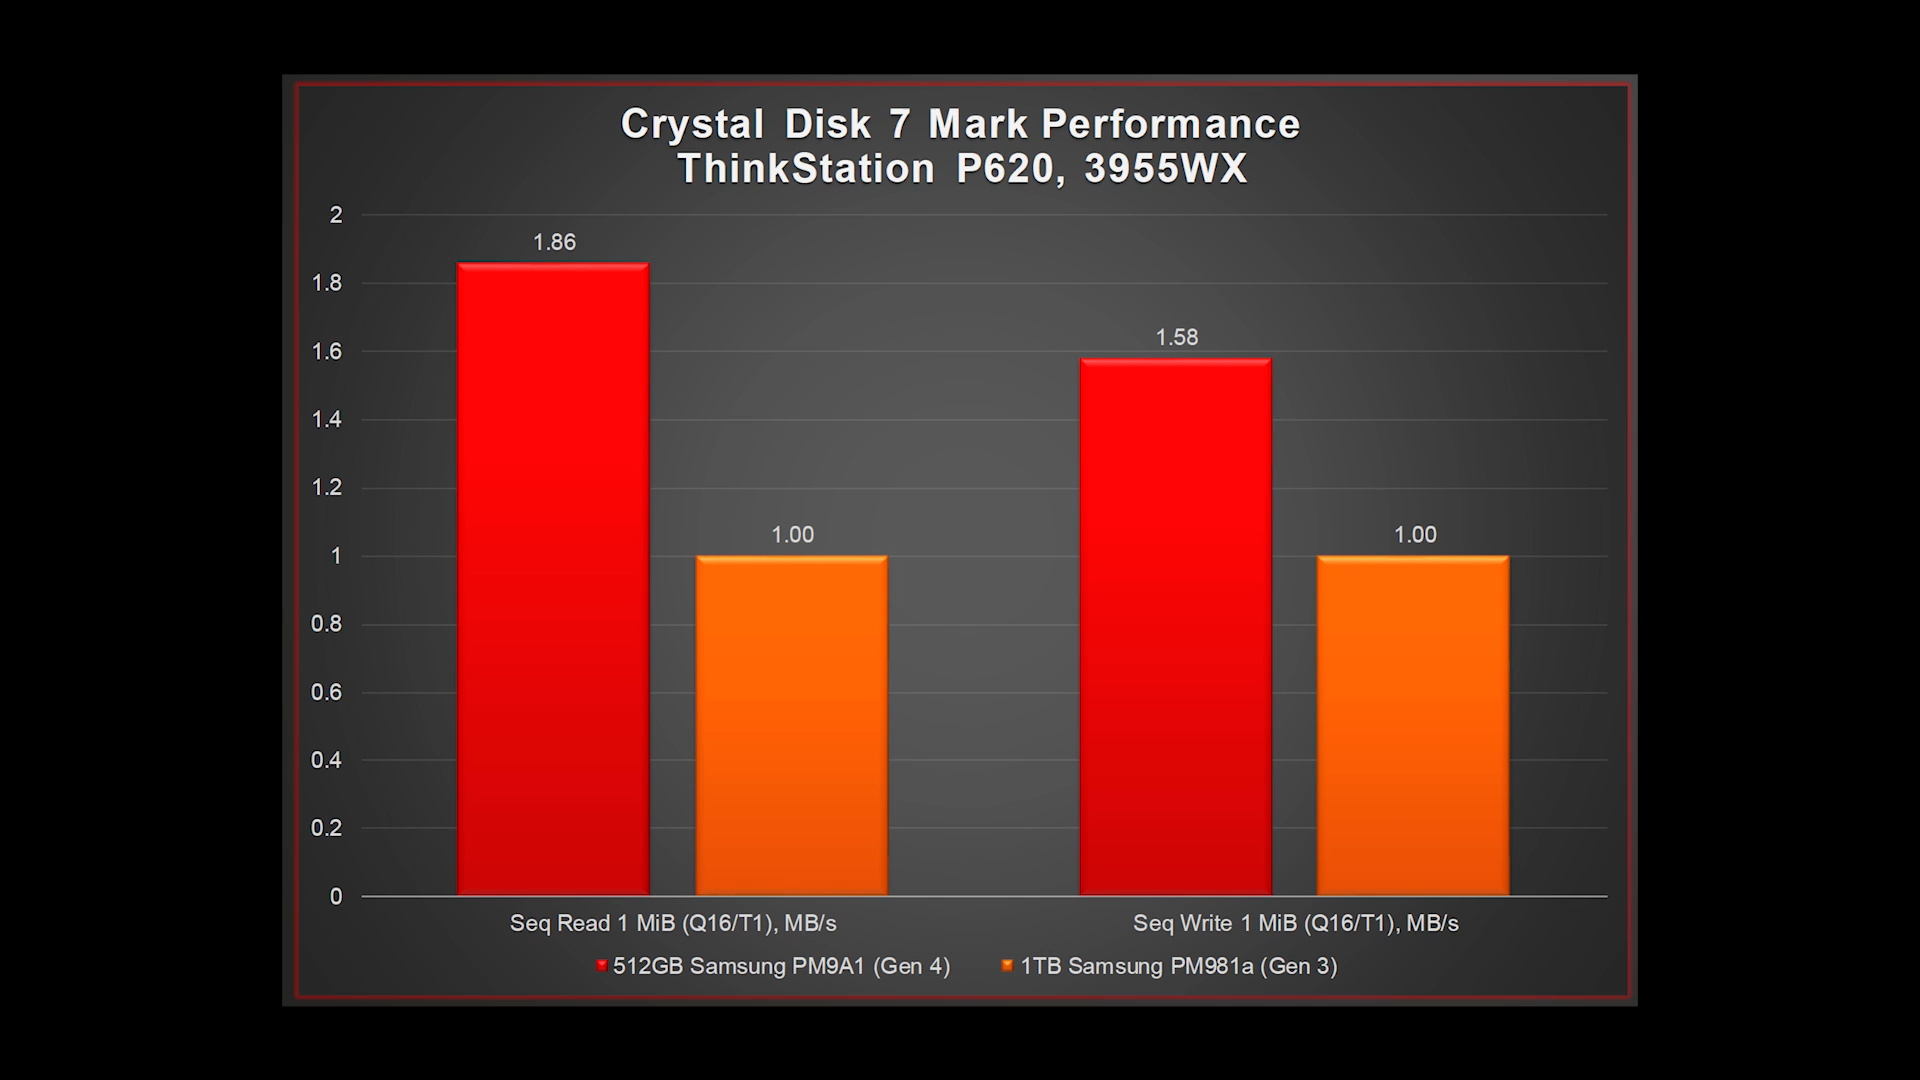 Crystal Disk 7 Mark Performance
ThinkStation P620, 3955WX
2
1.8
1.6
1.4
1.2
1
0.8
0.6
0.4
0.2
0
1.86
1.00
1.58
1.00
Seq Read 1 MiB (Q16/T1), MB/s
Seq Write 1 MiB (Q16/T1), MB/s
512GB Samsung PM9A1 (Gen 4)
1TB Samsung PM981a (Gen 3)